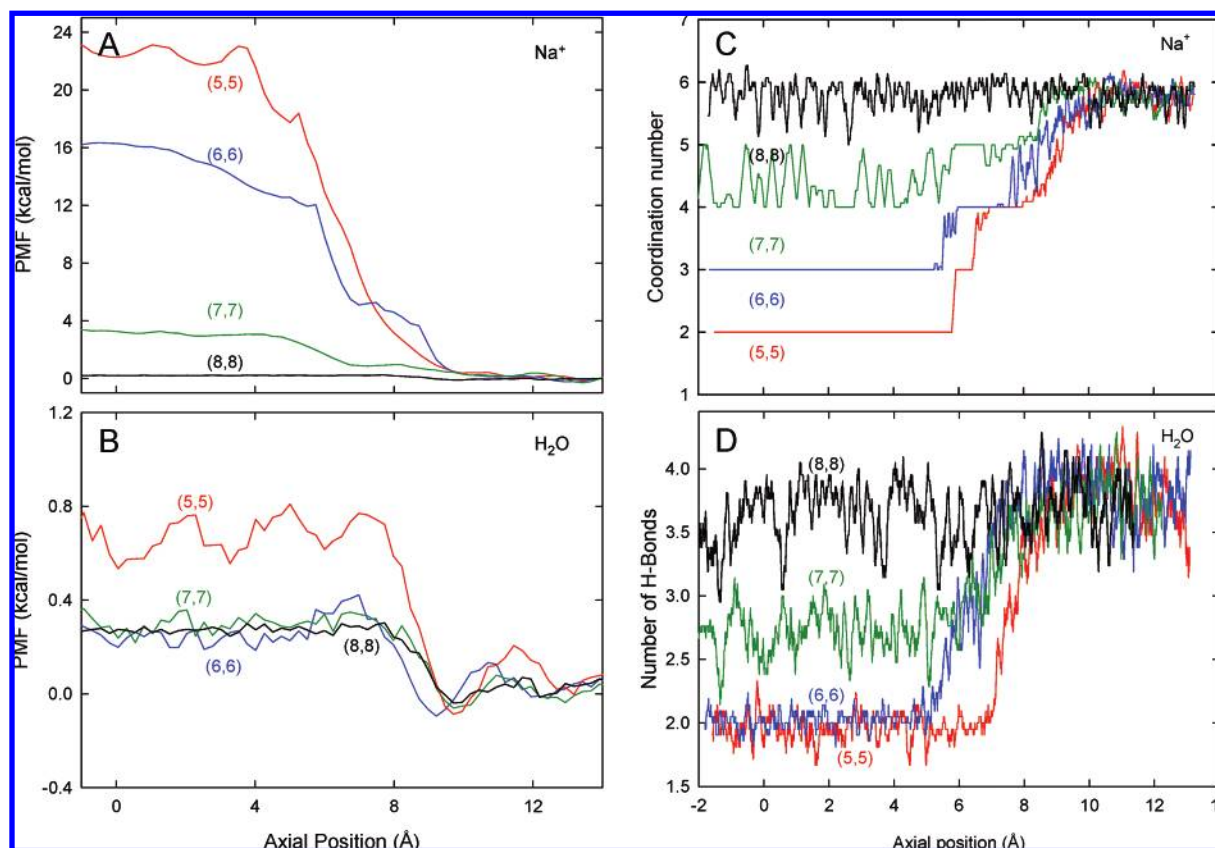 A
Na+
24
20
16
12
8
4
0
PMF (kcal/mol)
(5,5)
(6,6)
(7,7)
(8,8)
B
H2O
1.2
0.8
0.4
0.0
-0.4
PMF (kcal/mol)
(5,5)
(7,7)
(6,6)
(8,8)
0 4 8 12
Axial Position (Å)
C
Na+
7
6
5
4
3
2
1
Coordination number
(8,8)
(7,7)
(6,6)
(5,5)
D
H2O
4.0
3.5
3.0
2.5
2.0
1.5
Number of H-Bonds
(8,8)
(7,7)
(6,6)
(5,5)
-2 0 2 4 6 8 10 12
Axial position (Å)